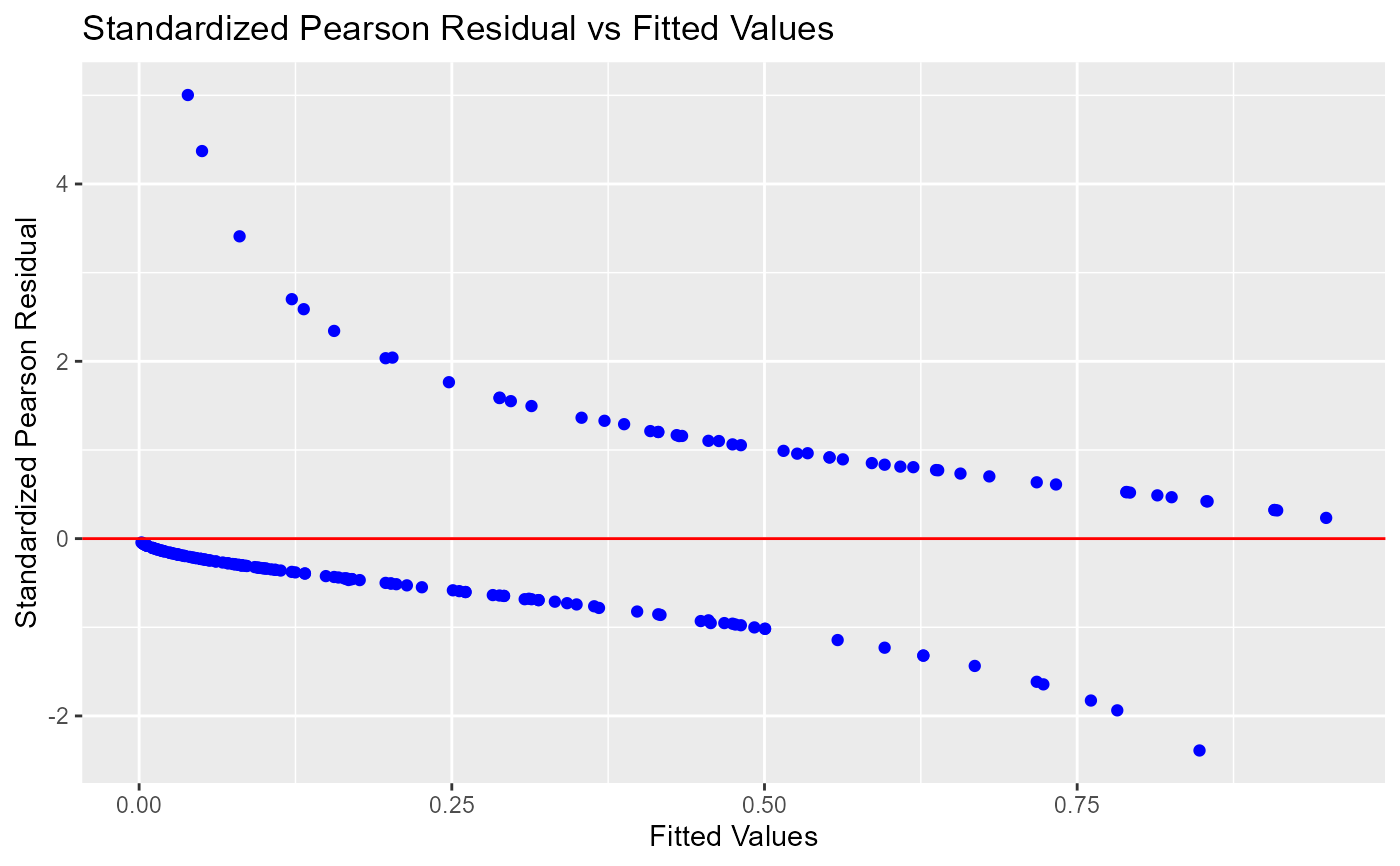 Standardized Pearson Residual vs Fitted Values
Standardized Pearson Residual
4
2
0
-2
0.00 0.25 0.50 0.75
Fitted Values